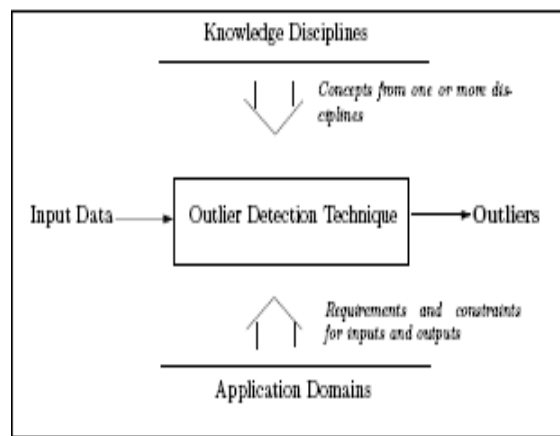 Knowledge Disciplines
Concepts from one or more dis-
ciplines
Input Data
Outlier Detection Technique
Outliers
Requirements and constraints
for inputs and outputs
Application Domains